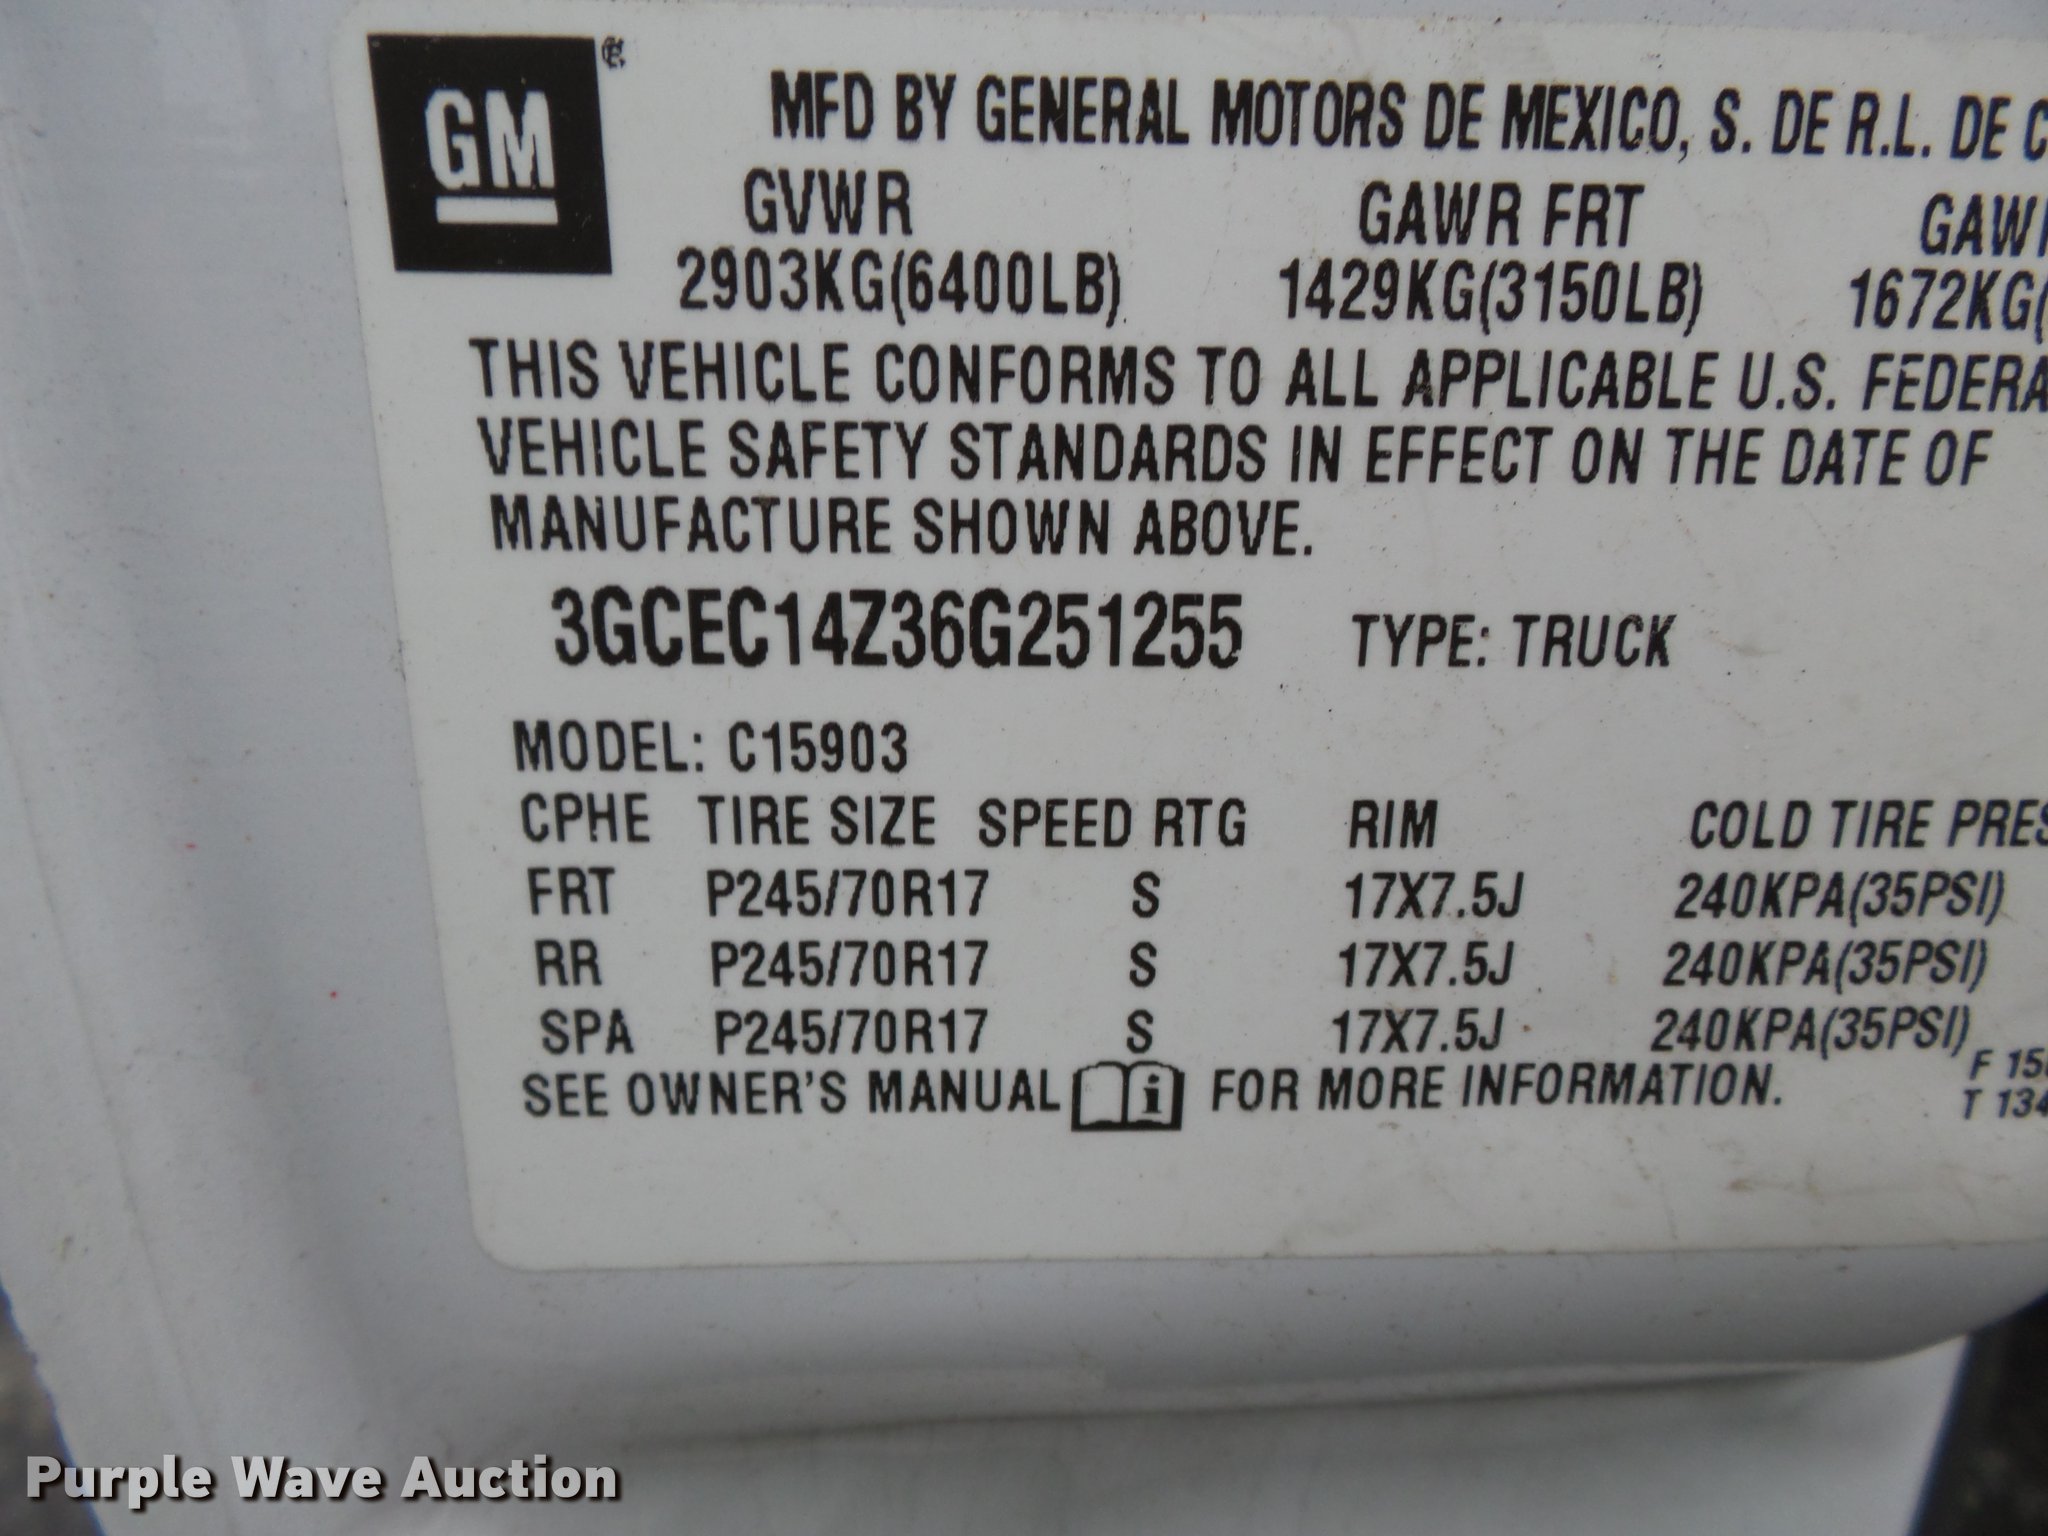 GM
MFD BY GENERAL MOTORS DE MEXICO, S. DE R.L. DE C
GVWR GAWR FRT GAWR
2903KG(6400LB) 1429KG(3150LB) 1672KG(
THIS VEHICLE CONFORMS TO ALL APPLICABLE U.S. FEDERA
VEHICLE SAFETY STANDARDS IN EFFECT ON THE DATE OF
MANUFACTURE SHOWN ABOVE.
3GCEC14Z36G251255 TYPE: TRUCK
MODEL: C15903
CPHE TIRE SIZE SPEED RTG RIM COLD TIRE PRES
FRT P245/70R17 S 17X7.5J 240KPA(35PSI)
RR P245/70R17 S 17X7.5J 240KPA(35PSI)
SPA P245/70R17 S 17X7.5J 240KPA(35PSI)
SEE OWNER'S MANUAL i FOR MORE INFORMATION.
F 150
T 134
Purple Wave Auction